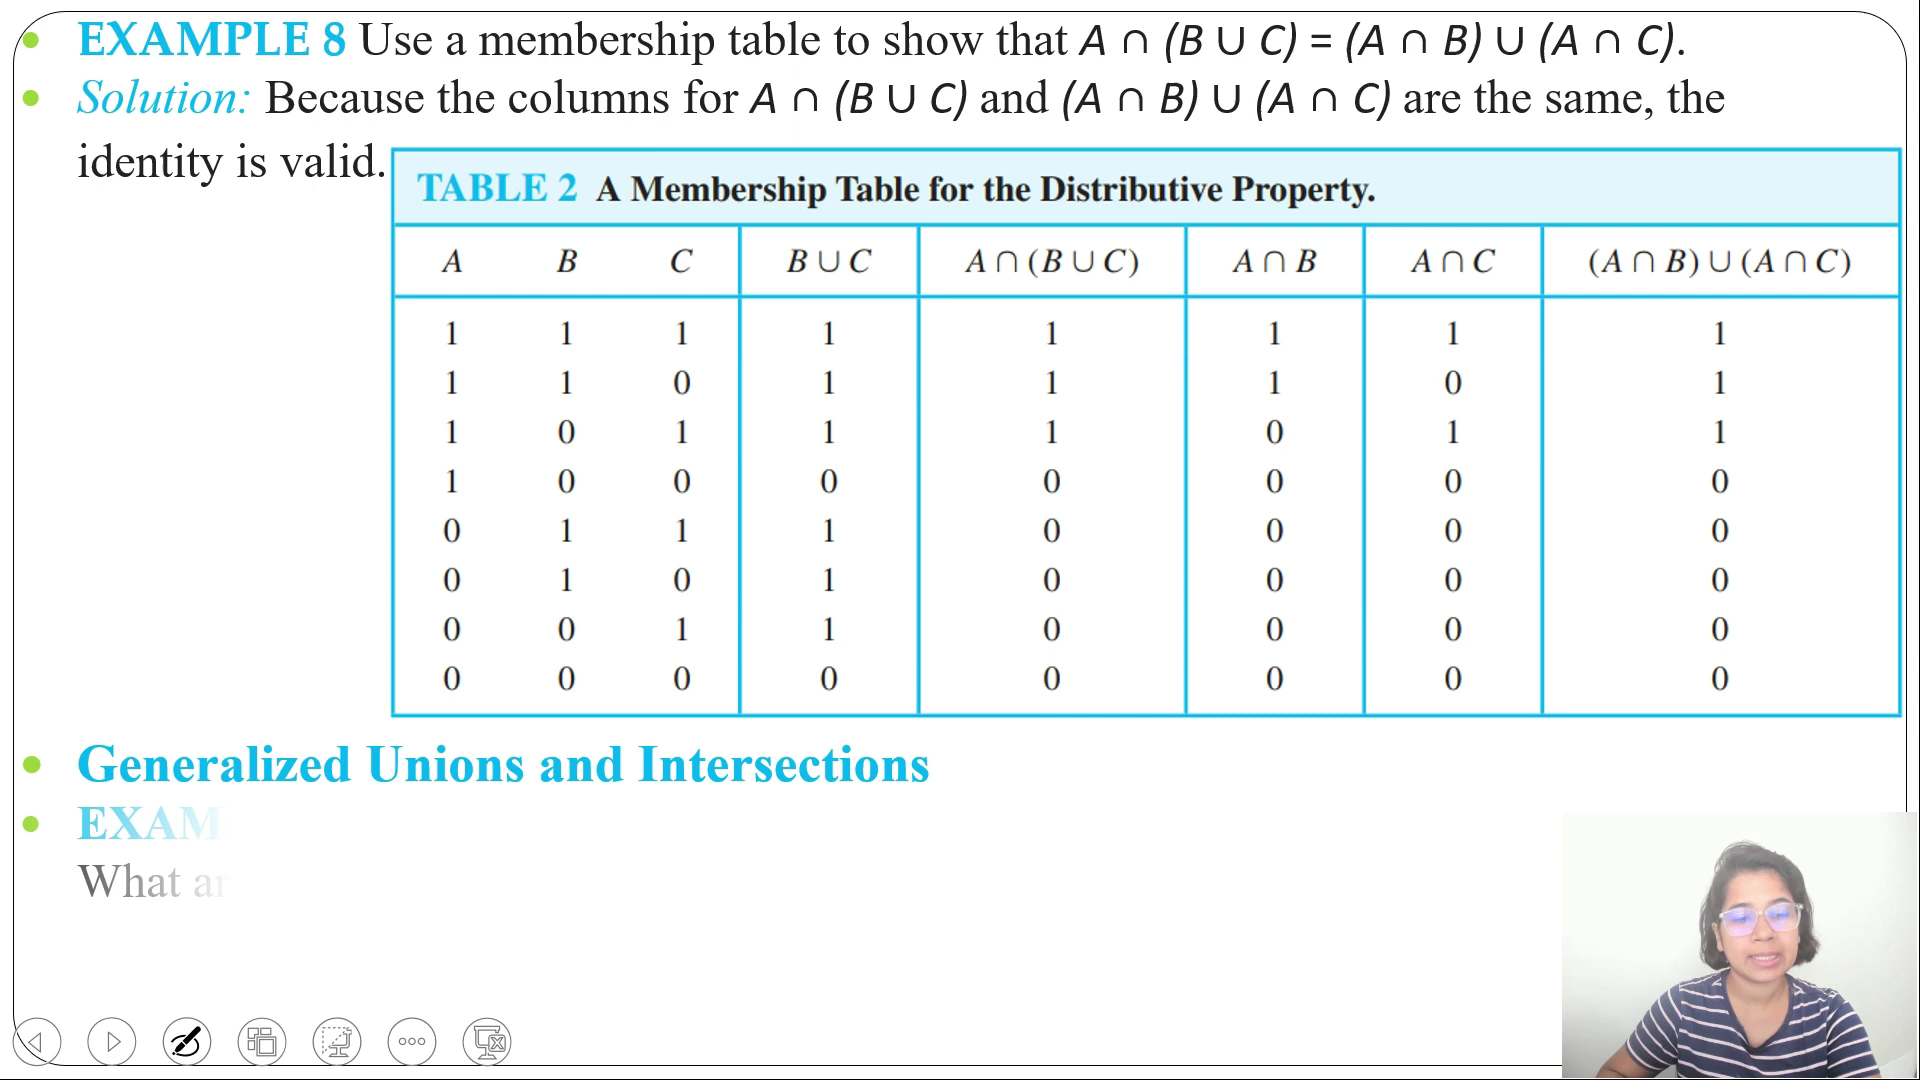 EXAMPLE 8 Use a membership table to show that A ∩ (B ∪ C) = (A ∩ B) ∪ (A ∩ C).
Solution: Because the columns for A ∩ (B ∪ C) and (A ∩ B) ∪ (A ∩ C) are the same, the
identity is valid.
TABLE 2 A Membership Table for the Distributive Property.
A B C B ∪ C A ∩ (B ∪ C) A ∩ B A ∩ C (A ∩ B) ∪ (A ∩ C)
1 1 1 1 1 1 1 1
1 1 0 1 1 1 0 1
1 0 1 1 1 0 1 1
1 0 0 0 0 0 0 0
0 1 1 1 0 0 0 0
0 1 0 1 0 0 0 0
0 0 1 1 0 0 0 0
0 0 0 0 0 0 0 0
Generalized Unions and Intersections
EXAM
What